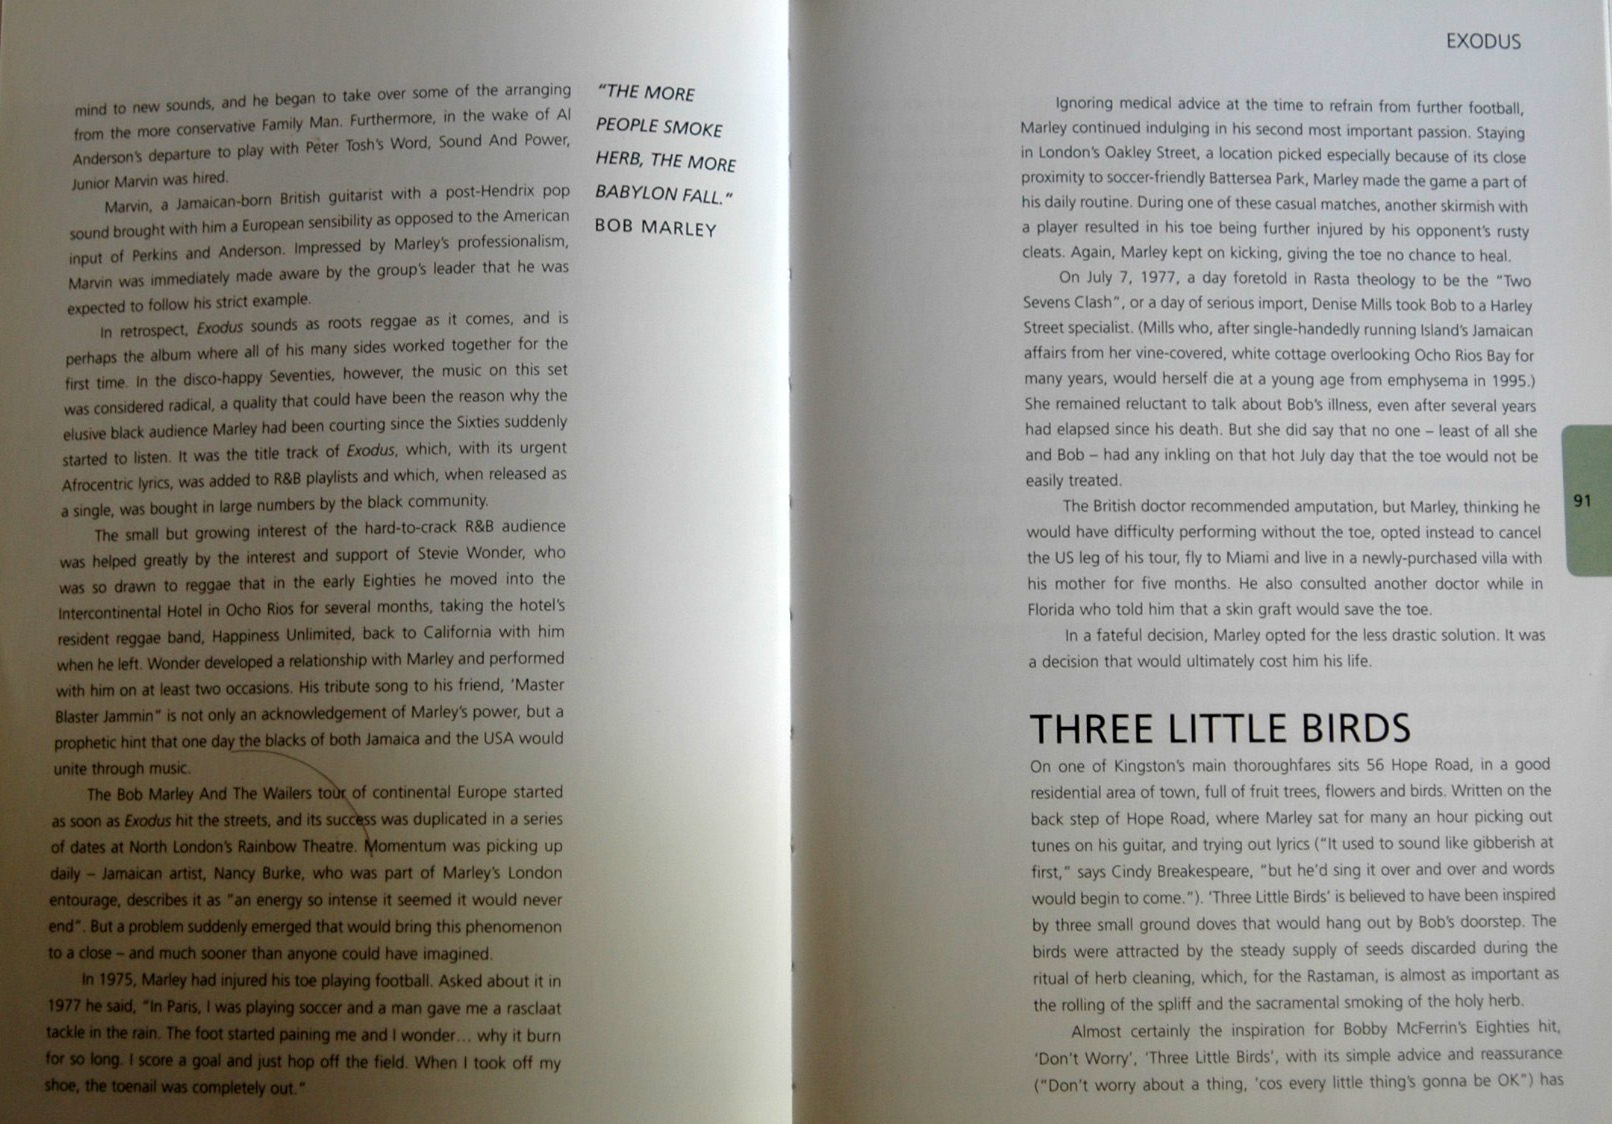 mind to new sounds, and he began to take over some of the arranging
from the more conservative Family Man. Furthermore, in the wake of Al
Anderson's departure to play with Peter Tosh's Word, Sound And Power,
Junior Marvin was hired.
Marvin, a Jamaican-born British guitarist with a post-Hendrix pop
sound brought with him a European sensibility as opposed to the American
input of Perkins and Anderson. Impressed by Marley's professionalism,
Marvin was immediately made aware by the group's leader that he was
expected to follow his strict example.
In retrospect, Exodus sounds as roots reggae as it comes, and is
perhaps the album where all of his many sides worked together for the
first time. In the disco-happy Seventies, however, the music on this set
was considered radical, a quality that could have been the reason why the
elusive black audience Marley had been courting since the Sixties suddenly
started to listen. It was the title track of Exodus, which, with its urgent
Afrocentric lyrics, was added to R&B playlists and which, when released as
a single, was bought in large numbers by the black community.
The small but growing interest of the hard-to-crack R&B audience
was helped greatly by the interest and support of Stevie Wonder, who
was so drawn to reggae that in the early Eighties he moved into the
Intercontinental Hotel in Ocho Rios for several months, taking the hotel's
resident reggae band, Happiness Unlimited, back to California with him
when he left. Wonder developed a relationship with Marley and performed
with him on at least two occasions. His tribute song to his friend, 'Master
Blaster Jammin" is not only an acknowledgement of Marley's power, but a
prophetic hint that one day the blacks of both Jamaica and the USA would
unite through music.
The Bob Marley And The Wailers tour of continental Europe started
as soon as Exodus hit the streets, and its success was duplicated in a series
of dates at North London's Rainbow Theatre. Momentum was picking up
daily – Jamaican artist, Nancy Burke, who was part of Marley's London
entourage, describes it as "an energy so intense it seemed it would never
end". But a problem suddenly emerged that would bring this phenomenon
to a close – and much sooner than anyone could have imagined.
In 1975, Marley had injured his toe playing football. Asked about it in
1977 he said, "In Paris, I was playing soccer and a man gave me a rasclaat
tackle in the rain. The foot started paining me and I wonder... why it burn
for so long. I score a goal and just hop off the field. When I took off my
shoe, the toenail was completely out."
"THE MORE
PEOPLE SMOKE
HERB, THE MORE
BABYLON FALL."
BOB MARLEY
EXODUS
Ignoring medical advice at the time to refrain from further football,
Marley continued indulging in his second most important passion. Staying
in London's Oakley Street, a location picked especially because of its close
proximity to soccer-friendly Battersea Park, Marley made the game a part of
his daily routine. During one of these casual matches, another skirmish with
a player resulted in his toe being further injured by his opponent's rusty
cleats. Again, Marley kept on kicking, giving the toe no chance to heal.
On July 7, 1977, a day foretold in Rasta theology to be the "Two
Sevens Clash", or a day of serious import, Denise Mills took Bob to a Harley
Street specialist. (Mills who, after single-handedly running Island's Jamaican
affairs from her vine-covered, white cottage overlooking Ocho Rios Bay for
many years, would herself die at a young age from emphysema in 1995.)
She remained reluctant to talk about Bob's illness, even after several years
had elapsed since his death. But she did say that no one – least of all she
and Bob – had any inkling on that hot July day that the toe would not be
easily treated.
The British doctor recommended amputation, but Marley, thinking he
would have difficulty performing without the toe, opted instead to cancel
the US leg of his tour, fly to Miami and live in a newly-purchased villa with
his mother for five months. He also consulted another doctor while in
Florida who told him that a skin graft would save the toe.
In a fateful decision, Marley opted for the less drastic solution. It was
a decision that would ultimately cost him his life.
THREE LITTLE BIRDS
On one of Kingston's main thoroughfares sits 56 Hope Road, in a good
residential area of town, full of fruit trees, flowers and birds. Written on the
back step of Hope Road, where Marley sat for many an hour picking out
tunes on his guitar, and trying out lyrics ("It used to sound like gibberish at
first," says Cindy Breakespeare, "but he'd sing it over and over and words
would begin to come."). 'Three Little Birds' is believed to have been inspired
by three small ground doves that would hang out by Bob's doorstep. The
birds were attracted by the steady supply of seeds discarded during the
ritual of herb cleaning, which, for the Rastaman, is almost as important as
the rolling of the spliff and the sacramental smoking of the holy herb.
Almost certainly the inspiration for Bobby McFerrin's Eighties hit,
'Don't Worry', 'Three Little Birds', with its simple advice and reassurance
("Don't worry about a thing, 'cos every little thing's gonna be OK") has
91